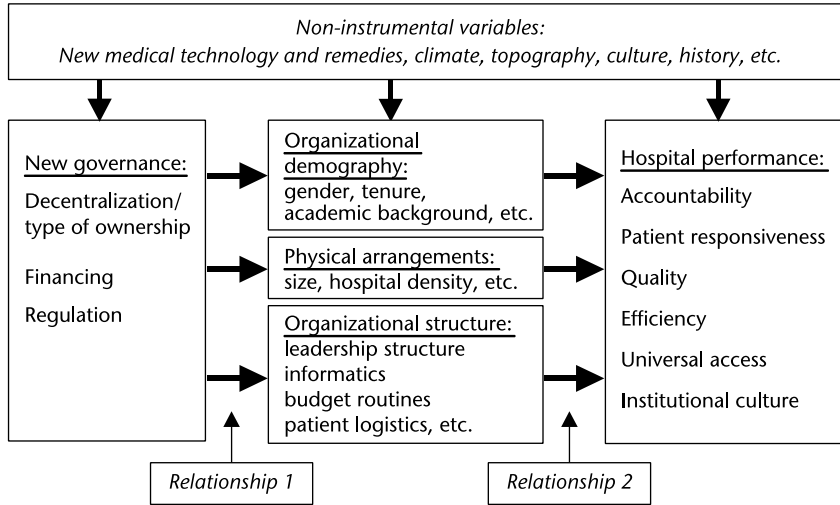 Non-instrumental variables:
New medical technology and remedies, climate, topography, culture, history, etc.
New governance:
Decentralization/
type of ownership
Financing
Regulation
Organizational
demography:
gender, tenure,
academic background, etc.
Physical arrangements:
size, hospital density, etc.
Organizational structure:
leadership structure
informatics
budget routines
patient logistics, etc.
Hospital performance:
Accountability
Patient responsiveness
Quality
Efficiency
Universal access
Institutional culture
Relationship 1
Relationship 2